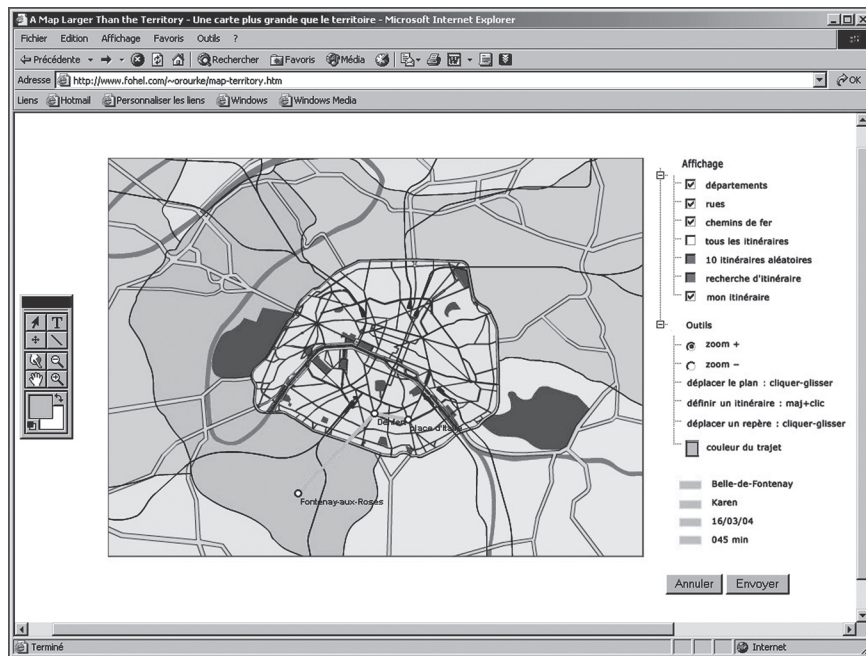 A Map Larger Than the Territory - Une carte plus grande que le territoire - Microsoft Internet Explorer
Fichier Edition Affichage Favoris Outils ?
Précédente Rechercher Favoris Média
Adresse http://www.fohel.com/~orourke/map-territory.htm OK
Liens Hotmail Personnaliser les liens Windows Windows Media
Affichage
départements
rues
chemins de fer
tous les itinéraires
10 itinéraires aléatoires
recherche d'itinéraire
mon itinéraire
Outils
zoom +
zoom –
déplacer le plan : cliquer-glisser
définir un itinéraire : maj+clic
déplacer un repère : cliquer-glisser
couleur du trajet
T
Denfert
place d'Italie
Fontenay-aux-Roses
Belle-de-Fontenay
Karen
16/03/04
045 min
Annuler Envoyer
Terminé Internet